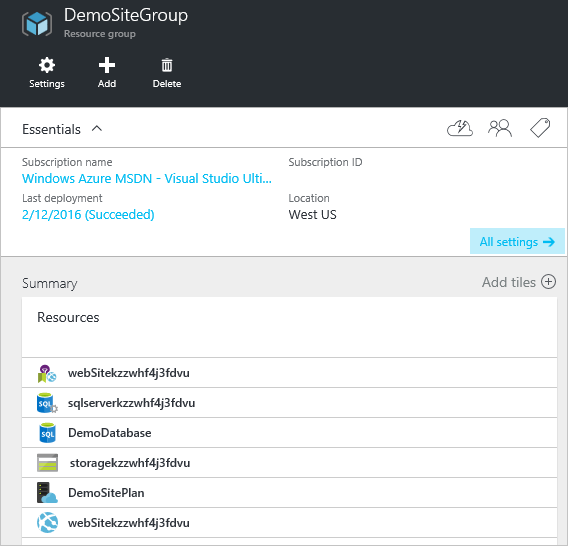 DemoSiteGroup
Resource group
Settings
Add
Delete
Essentials
Subscription name
Subscription ID
Windows Azure MSDN - Visual Studio Ulti...
Last deployment
Location
2/12/2016 (Succeeded)
West US
All settings
Summary
Add tiles
Resources
webSitekzzwhf4j3fdvu
sqlserverkzzwhf4j3fdvu
SQL
DemoDatabase
SQL
storagekzzwhf4j3fdvu
DemoSitePlan
webSitekzzwhf4j3fdvu